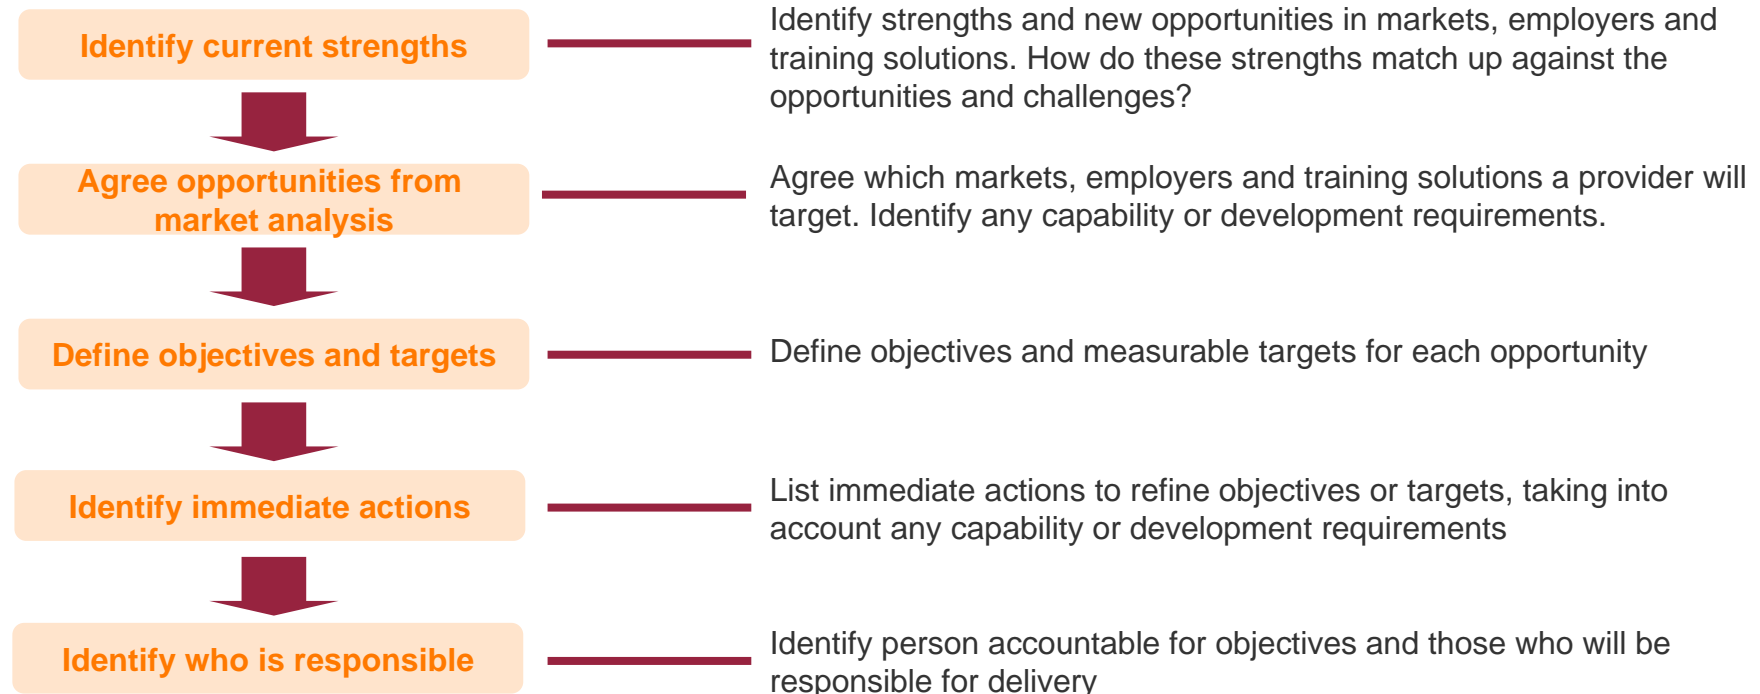 Identify current strengths
Identify strengths and new opportunities in markets, employers and
training solutions. How do these strengths match up against the
opportunities and challenges?
Agree opportunities from
market analysis
Agree which markets, employers and training solutions a provider will
target. Identify any capability or development requirements.
Define objectives and targets
Define objectives and measurable targets for each opportunity
Identify immediate actions
List immediate actions to refine objectives or targets, taking into
account any capability or development requirements
Identify who is responsible
Identify person accountable for objectives and those who will be
responsible for delivery